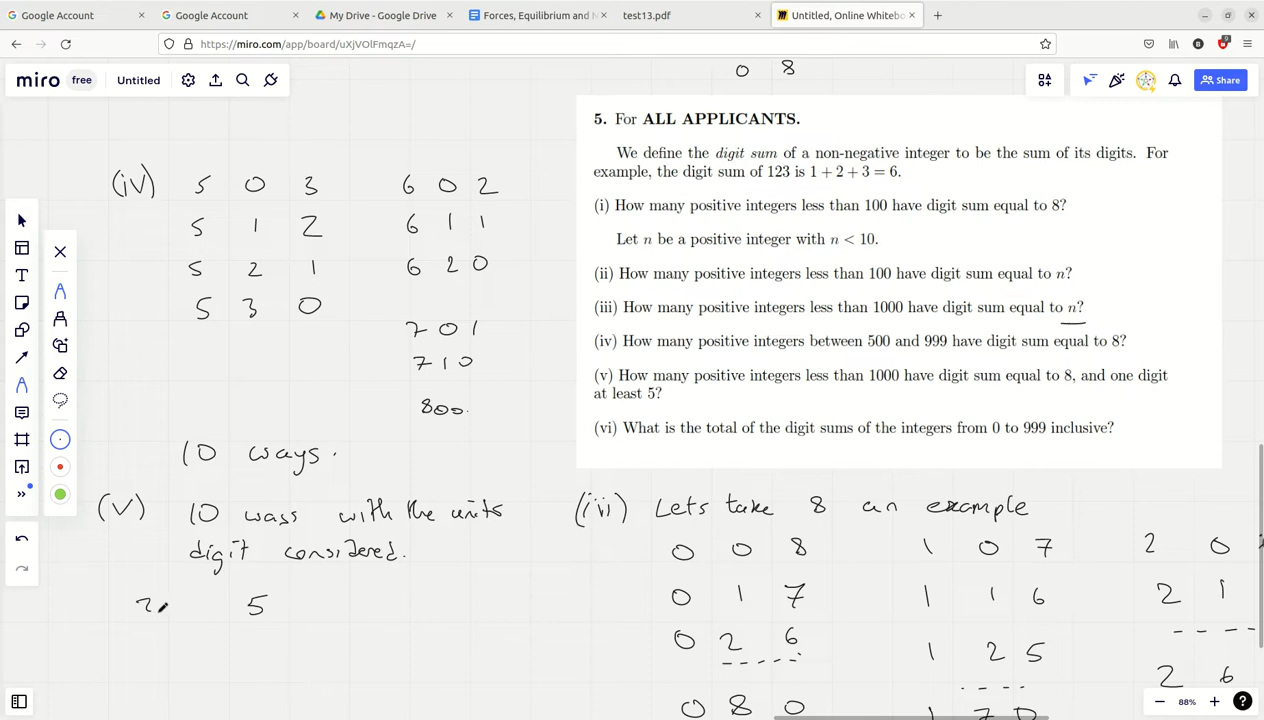 Google Account
Google Account
My Drive - Google Drive
Forces, Equilibrium and N
test13.pdf
Untitled, Online Whitebo
https://miro.com/app/board/uXjVOlFmqzA=/
miro
free
Untitled
Share
0 8
5. For ALL APPLICANTS.
We define the digit sum of a non-negative integer to be the sum of its digits. For
example, the digit sum of 123 is 1 + 2 + 3 = 6.
(i) How many positive integers less than 100 have digit sum equal to 8?
Let n be a positive integer with n < 10.
(ii) How many positive integers less than 100 have digit sum equal to n?
(iii) How many positive integers less than 1000 have digit sum equal to n?
(iv) How many positive integers between 500 and 999 have digit sum equal to 8?
(v) How many positive integers less than 1000 have digit sum equal to 8, and one digit
at least 5?
(vi) What is the total of the digit sums of the integers from 0 to 999 inclusive?
(iv) 5 0 3 6 0 2
5 1 2 6 1 1
5 2 1 6 2 0
5 3 0
7 0 1
7 1 0
800.
10 ways.
(v) 10 wass with the units
digit considered.
2 5
(iii) Lets take 8 an example
0 0 8 1 0 7 2 0
0 1 7 1 1 6 2 1
0 2 6 1 2 5 2 6
0 8 0 1 7 0
88%